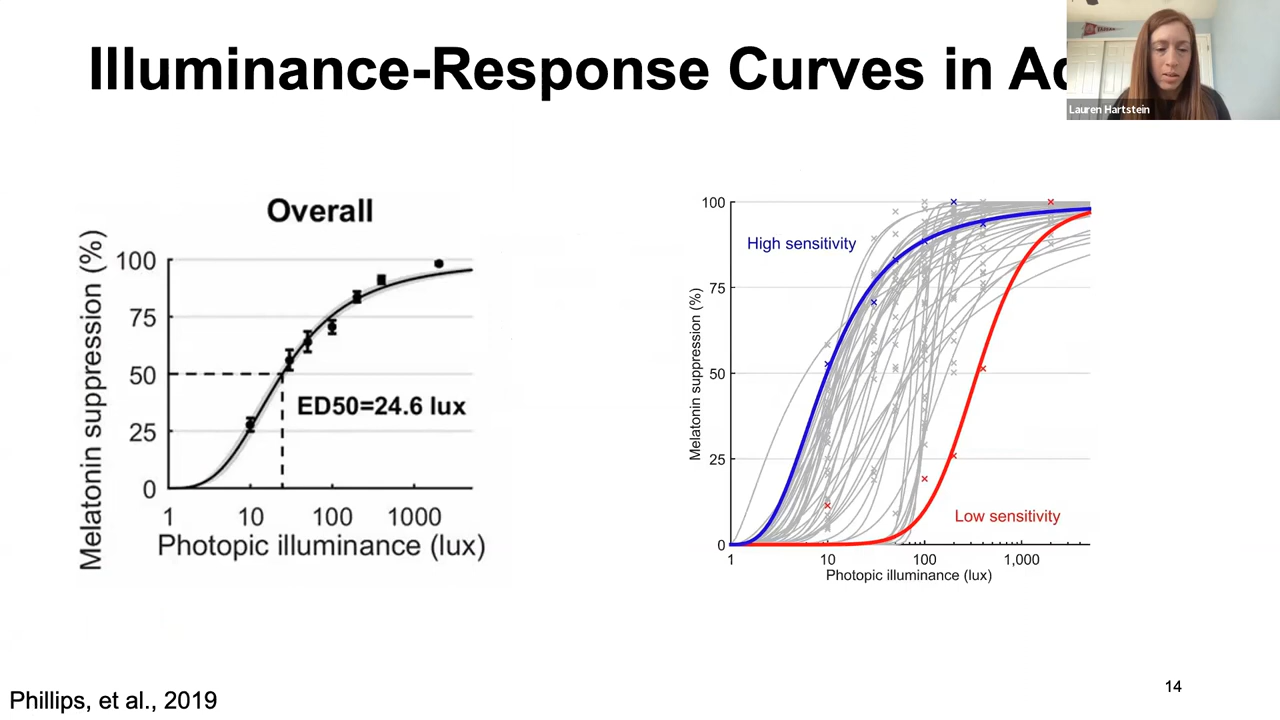 Illuminance-Response Curves in
Lauren Hartstein
Overall
Melatonin suppression (%)
100
75
50
25
0
ED50=24.6 lux
1 10 100 1000
Photopic illuminance (lux)
Melatonin suppression (%)
100
75
50
25
0
High sensitivity
Low sensitivity
1 10 100 1,000
Photopic illuminance (lux)
14
Phillips, et al., 2019